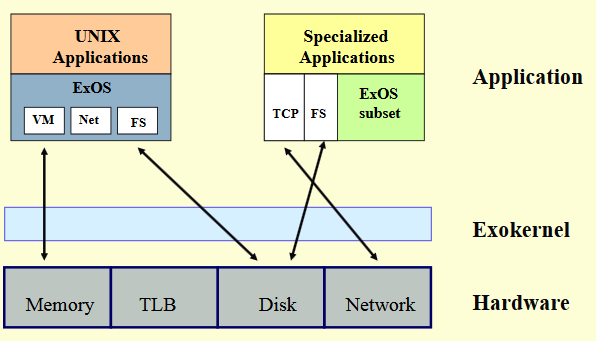 UNIX
Applications
ExOS
VM
Net
FS
Specialized
Applications
TCP
FS
ExOS
subset
Application
Exokernel
Memory
TLB
Disk
Network
Hardware